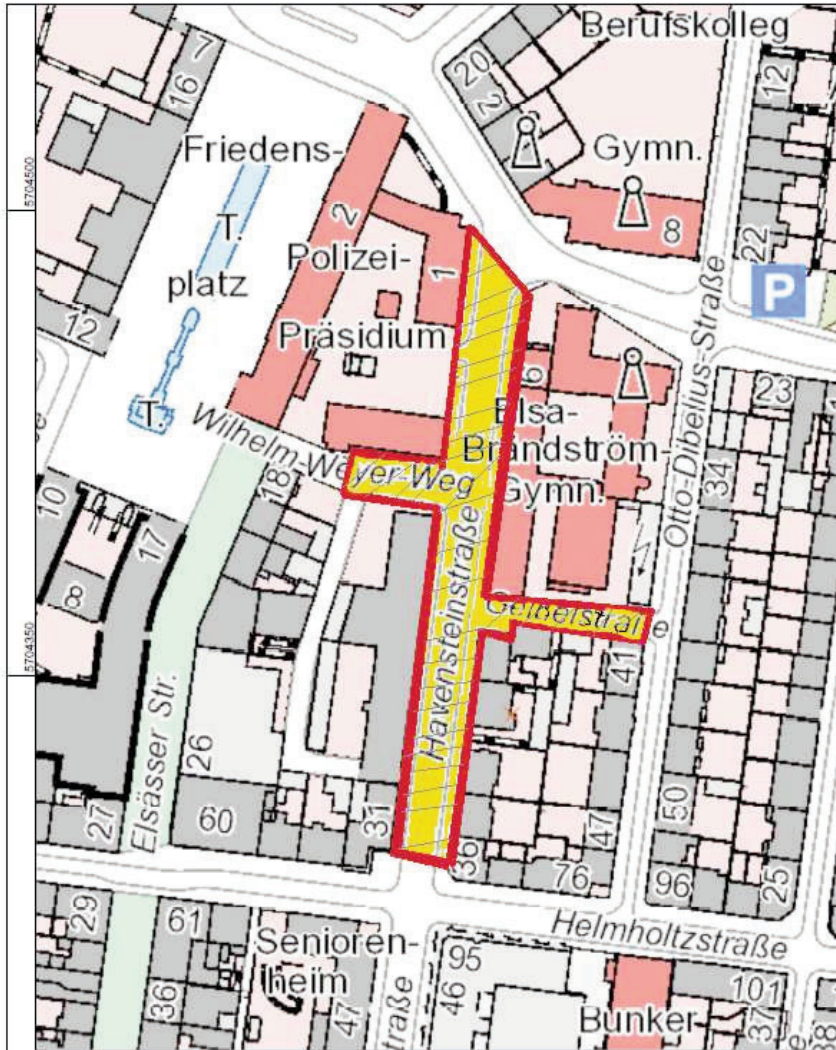 Berufskolleg
7
16
20
2
12
Friedens-
Gymn.
5704500
2
8
22
T.
Polizei-
1
P
platz
12
Präsidium
T.
6
23
Elsa-
Brandström-
Gymn.
Otto-Dibelius-Straße
Wilhelm-Weyer-Weg
34
10
18
17
8
Geibelstraße
Havensteinstraße
41
5704350
Elsässer Str.
26
50
27
60
31
36
47
76
96
25
Helmholtzstraße
29
61
Senioren-
heim
95
46
101
36
47
traße
Bunker
37